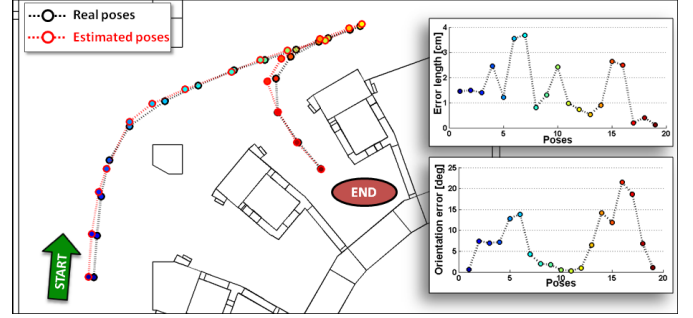 Real poses
Estimated poses
START
END
Error length [cm]
4
3
2
1
0
0 5 10 15 20
Poses
Orientation error [deg]
25
20
15
10
5
0
0 5 10 15 20
Poses